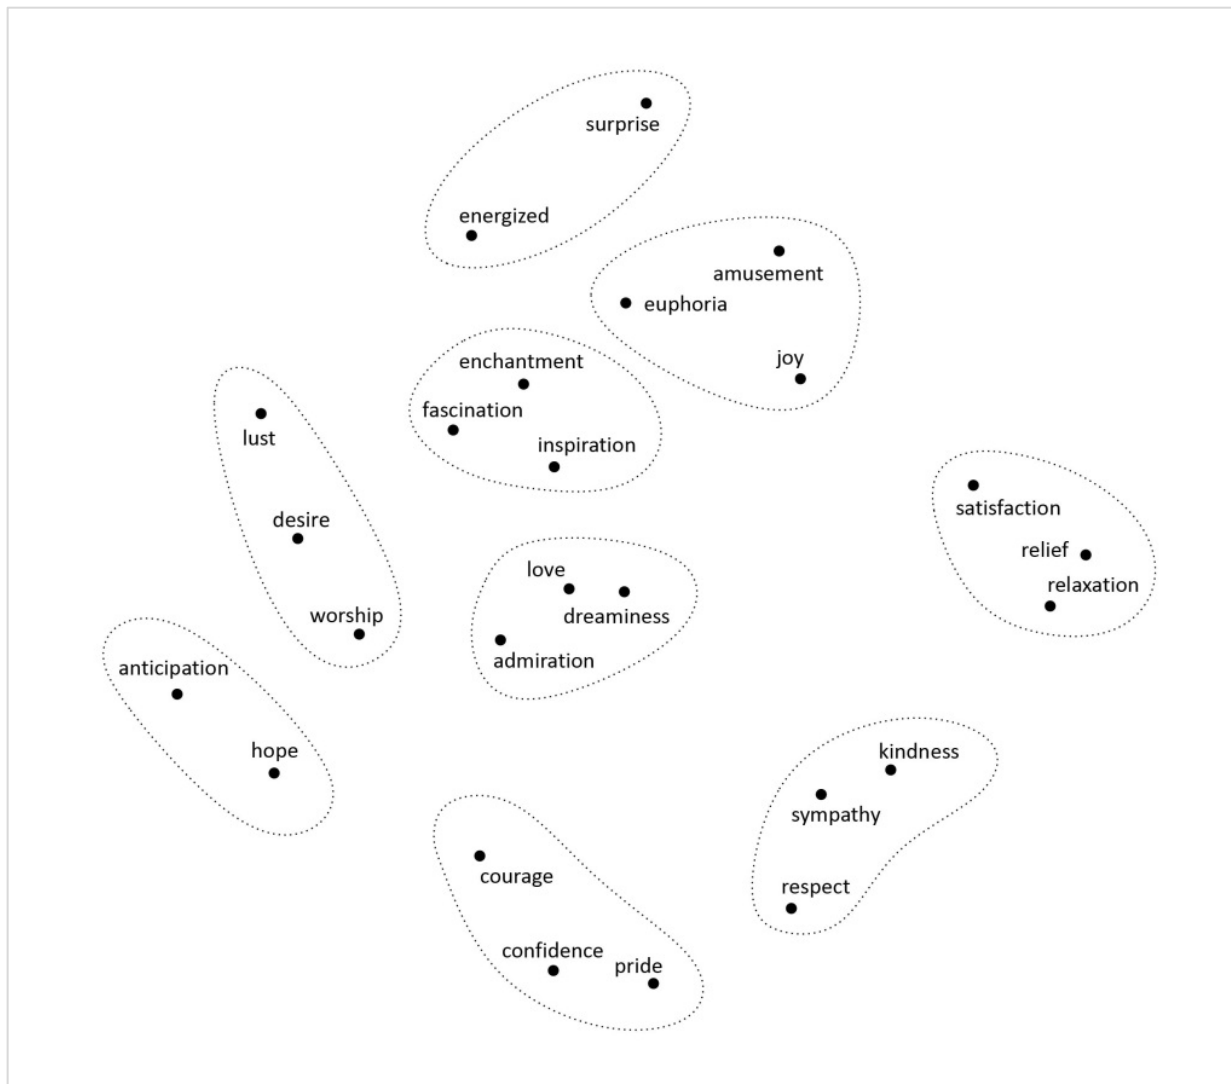 surprise
energized
amusement
euphoria
joy
enchantment
fascination
inspiration
lust
desire
worship
satisfaction
relief
relaxation
love
dreaminess
admiration
anticipation
hope
kindness
sympathy
respect
courage
confidence
pride